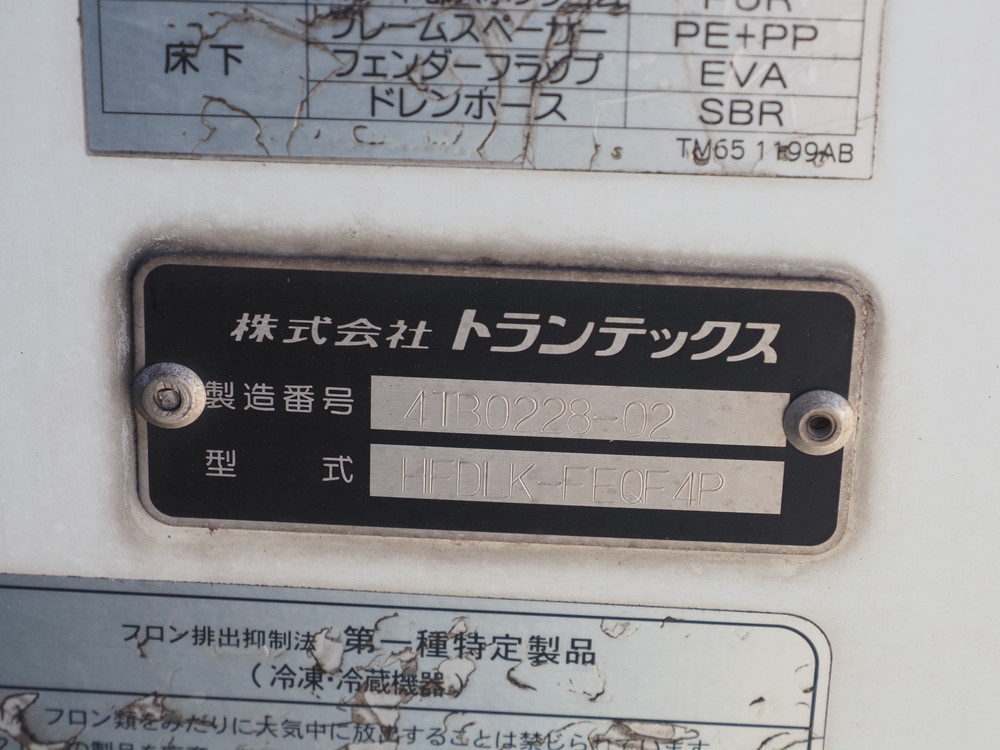 PUR
フレームスペーサー PE+PP
床下 フェンダーフラップ EVA
ドレンホース SBR
TM65 1199AB
株式会社 トランテックス
製造番号 4TB0228-02
型式 HFDLK-FEQF4P
フロン排出抑制法 第一種特定製品
(冷凍・冷蔵機器)
フロン類をみだりに大気中に放出することは禁じられています